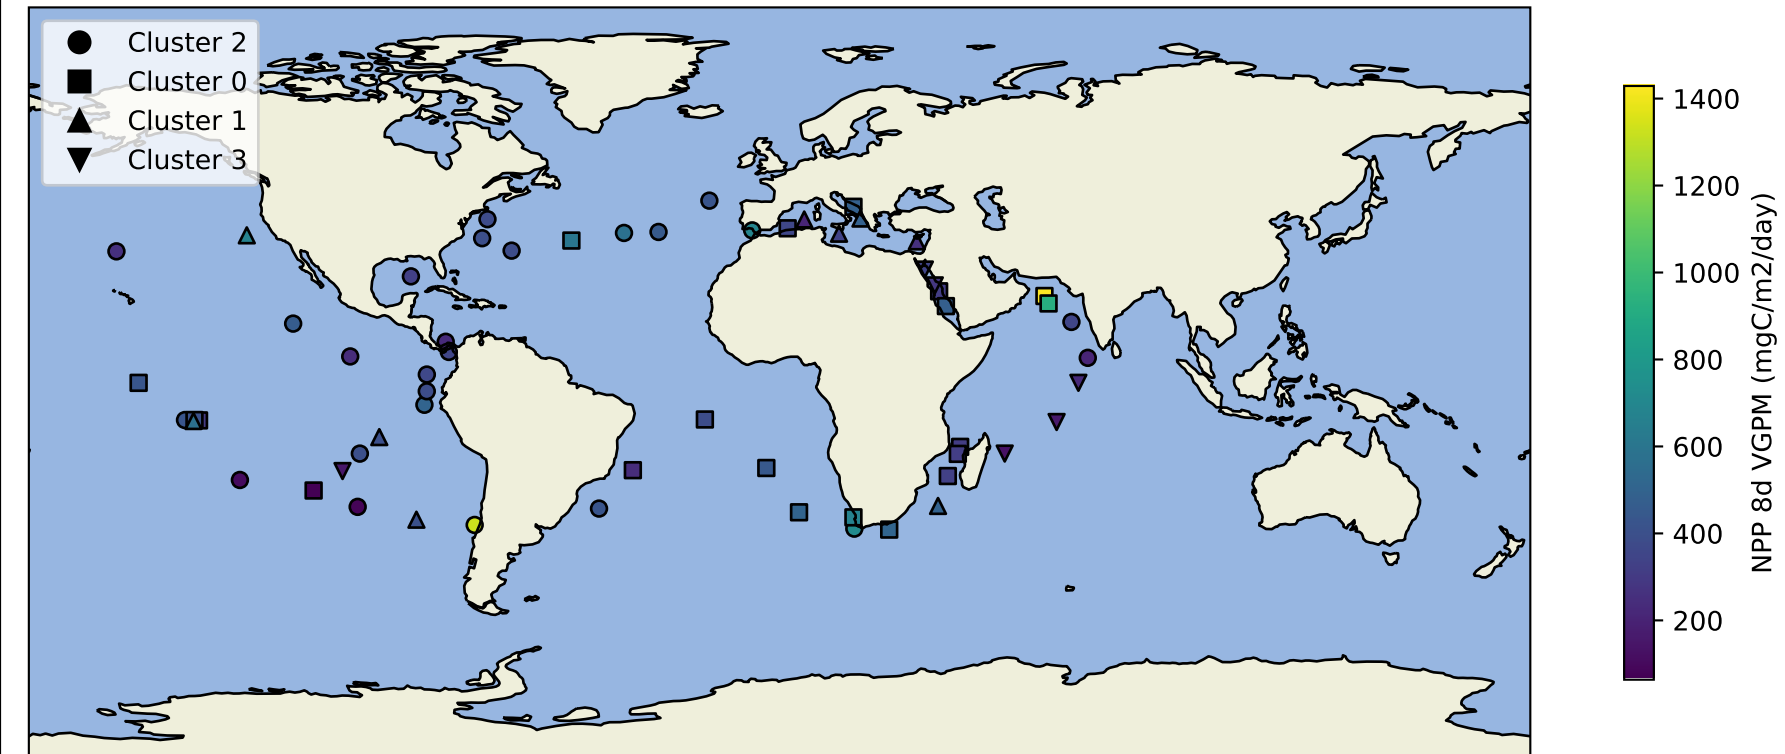 Cluster 2
Cluster 0
Cluster 1
Cluster 3
1400
1200
1000
800
600
400
200
NPP 8d VGPM (mgC/m2/day)